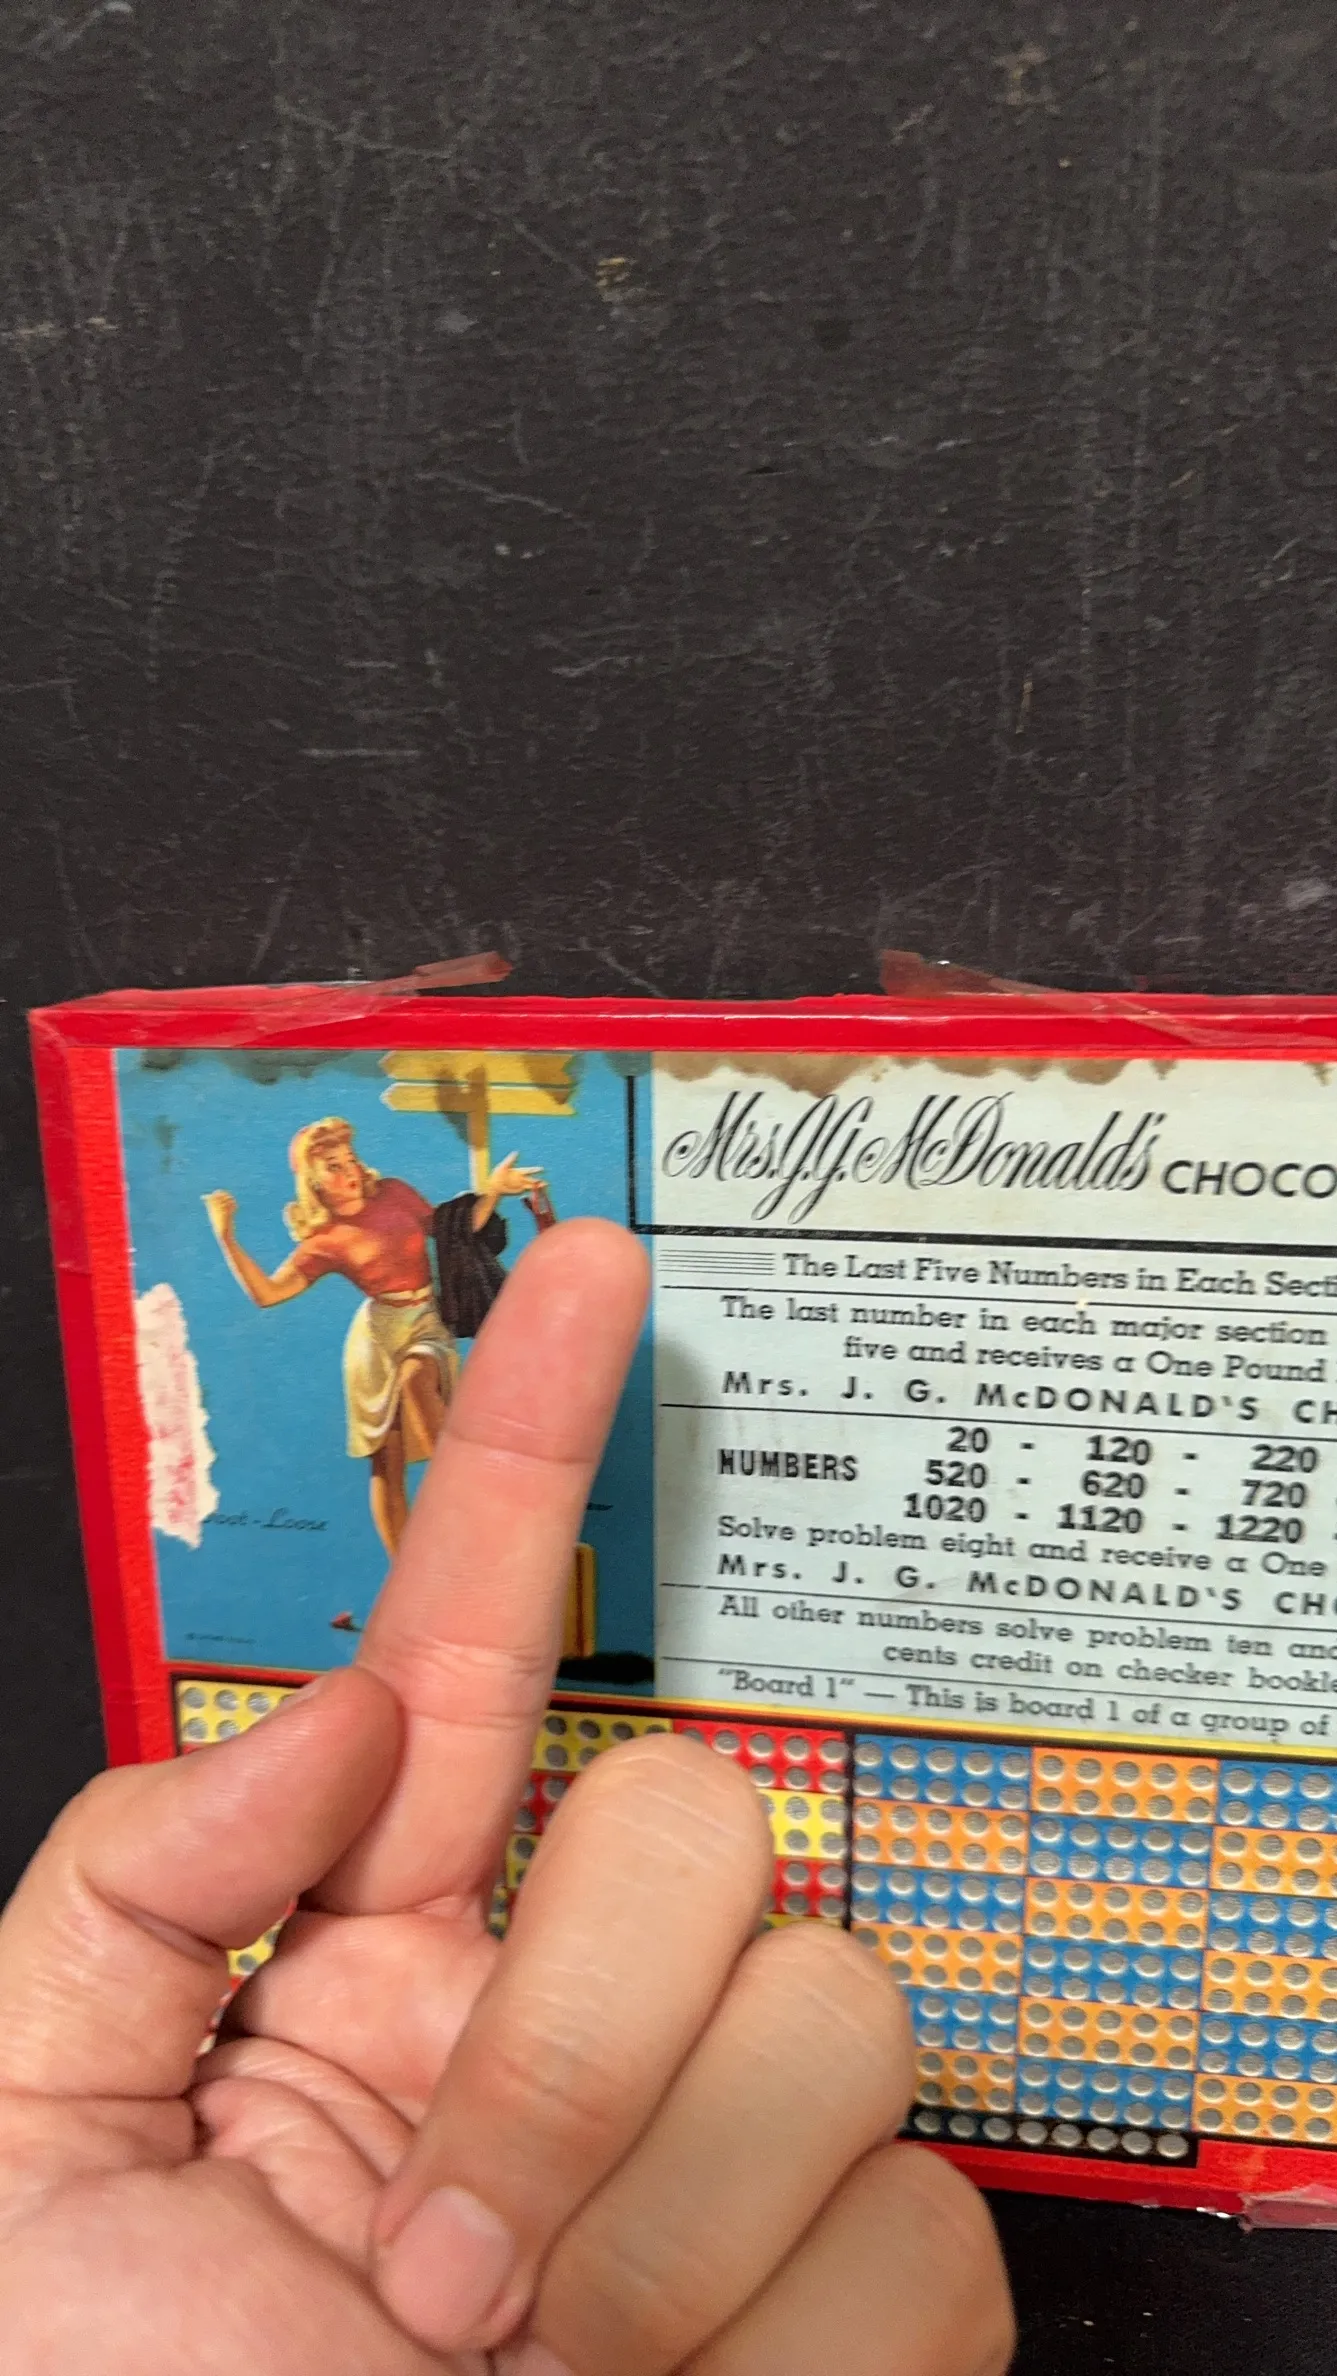 Mrs. J. G. McDonald's CHOCO
The Last Five Numbers in Each Secti
The last number in each major section
five and receives a One Pound
Mrs. J. G. McDONALD'S CH
NUMBERS
20 - 120 - 220
520 - 620 - 720
1020 - 1120 - 1220
Solve problem eight and receive a One
Mrs. J. G. McDONALD'S CHO
All other numbers solve problem ten and
cents credit on checker bookle
"Board 1" — This is board 1 of a group of
oot-Loose